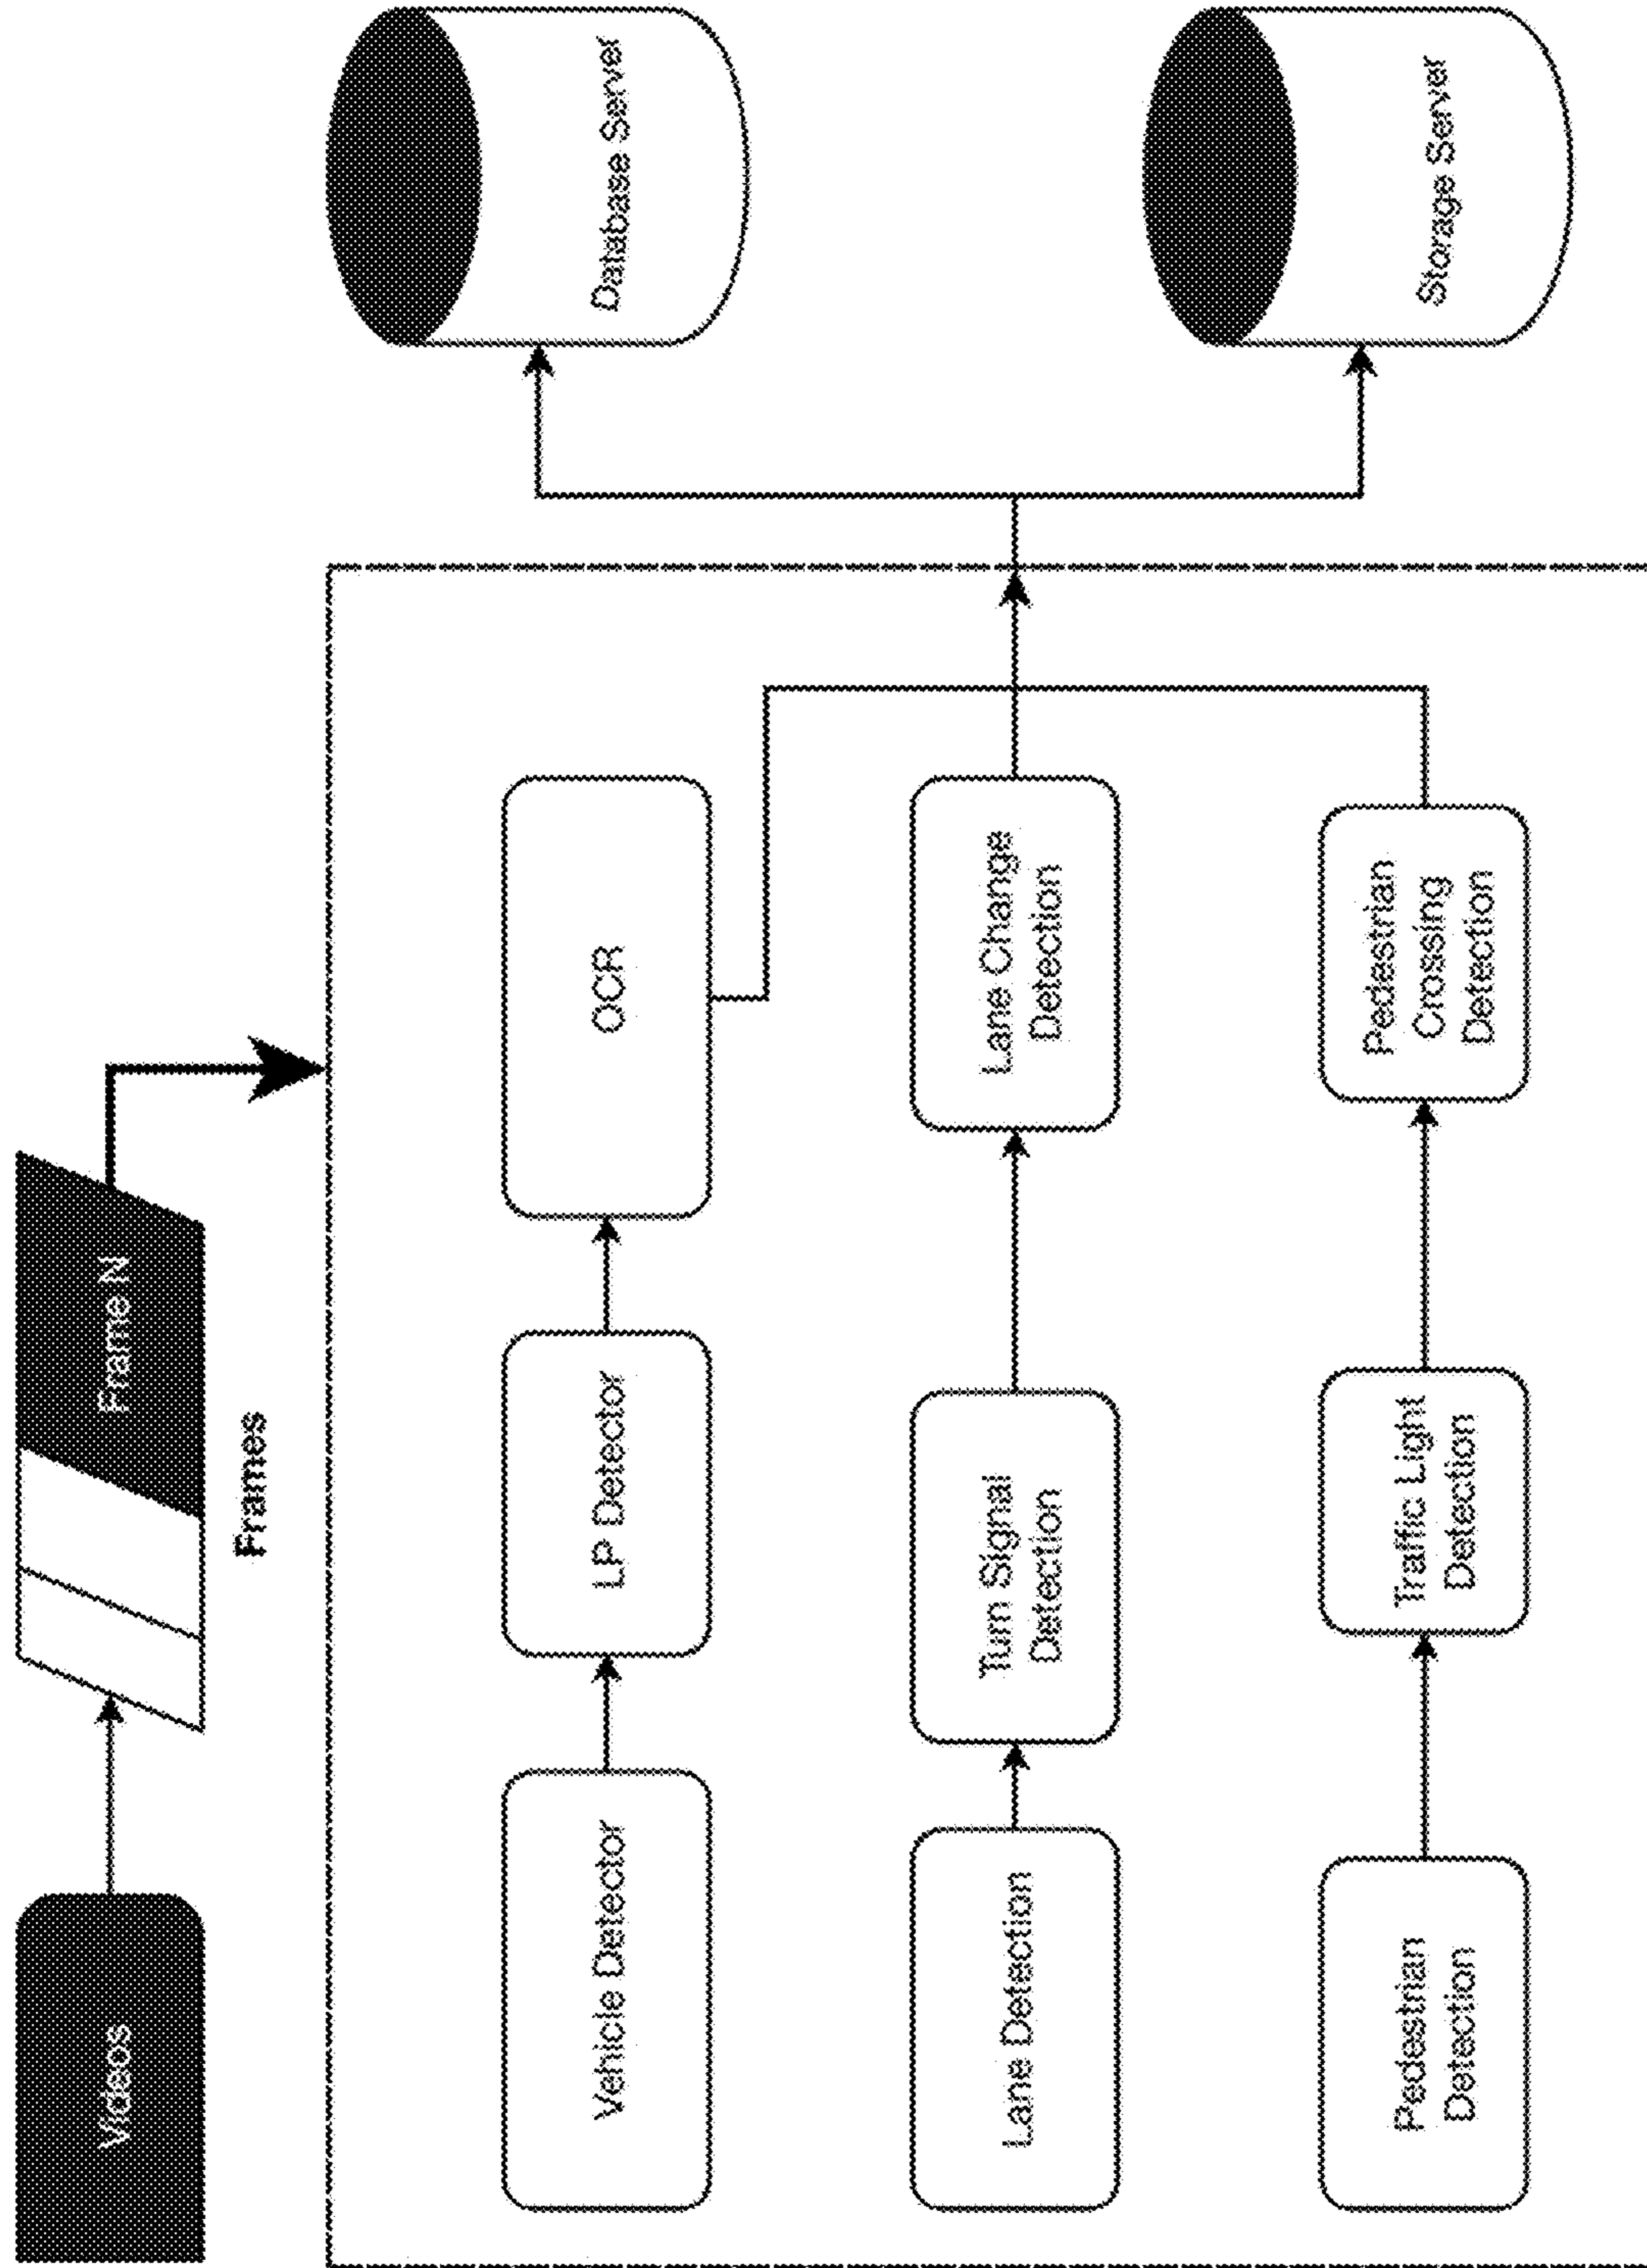 Videos
Frame N
Frames
Vehicle Detector
LP Detector
OCR
Database Server
Lane Detection
Turn Signal
Detection
Lane Change
Detection
Pedestrian
Detection
Traffic Light
Detection
Pedestrian
Crossing
Detection
Storage Server